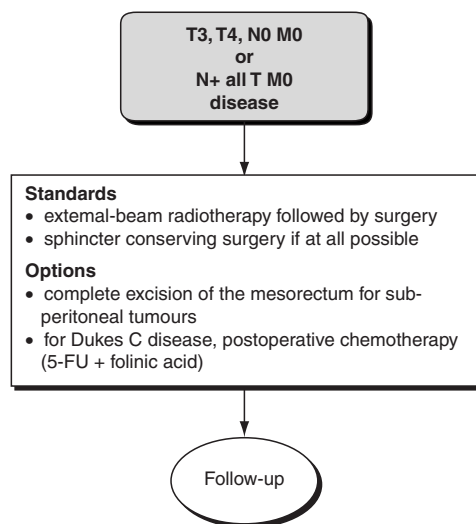 T3, T4, N0 M0
or
N+ all T M0
disease
Standards
• external-beam radiotherapy followed by surgery
• sphincter conserving surgery if at all possible
Options
• complete excision of the mesorectum for sub-
peritoneal tumours
• for Dukes C disease, postoperative chemotherapy
(5-FU + folinic acid)
Follow-up